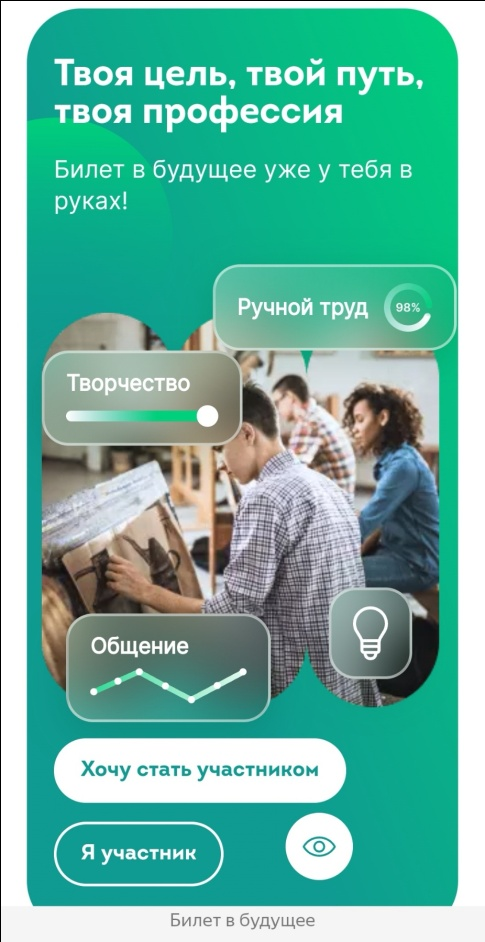 Твоя цель, твой путь,
твоя профессия
Билет в будущее уже у тебя в
руках!
Ручной труд 98%
Творчество
Общение
Хочу стать участником
Я участник
Билет в будущее